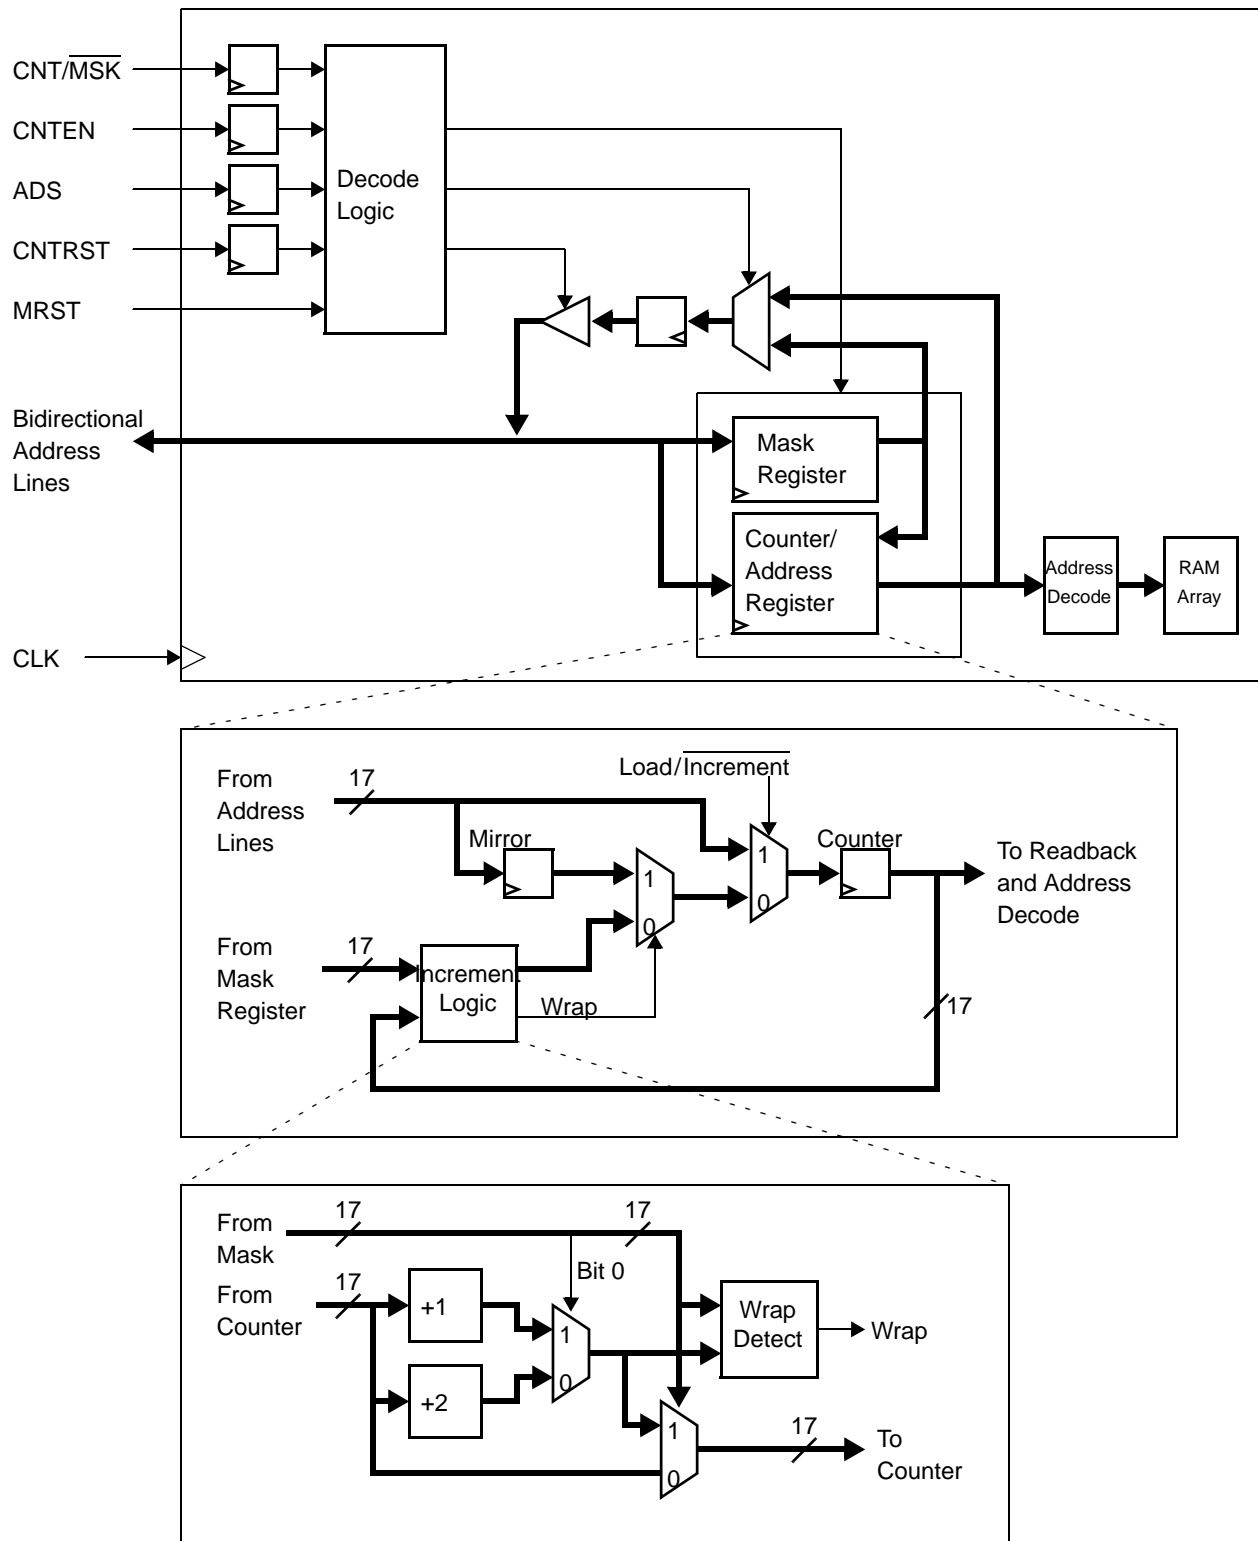 CNT/MSK
CNTEN
ADS
CNTRST
MRST
Decode
Logic
Bidirectional
Address
Lines
Mask
Register
Counter/
Address
Register
Address
Decode
RAM
Array
CLK
From
Address
Lines
17
Load/Increment
Mirror
1
0
1
0
Counter
To Readback
and Address
Decode
From
Mask
Register
17
Increment
Logic
Wrap
17
From
Mask
17
17
Bit 0
From
Counter
17
+1
+2
1
0
Wrap
Detect
Wrap
1
0
17
To
Counter